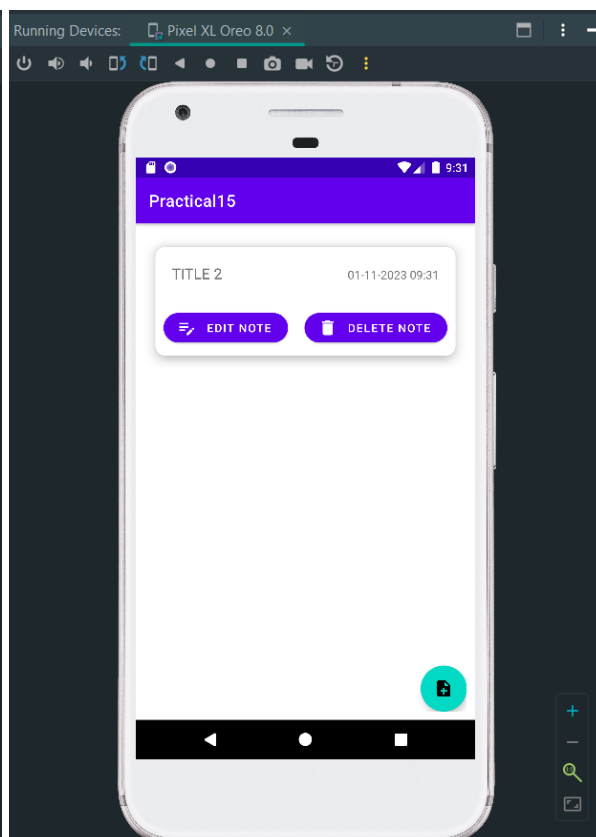 Running Devices: Pixel XL Oreo 8.0
9:31
Practical15
TITLE 2 01-11-2023 09:31
EDIT NOTE DELETE NOTE